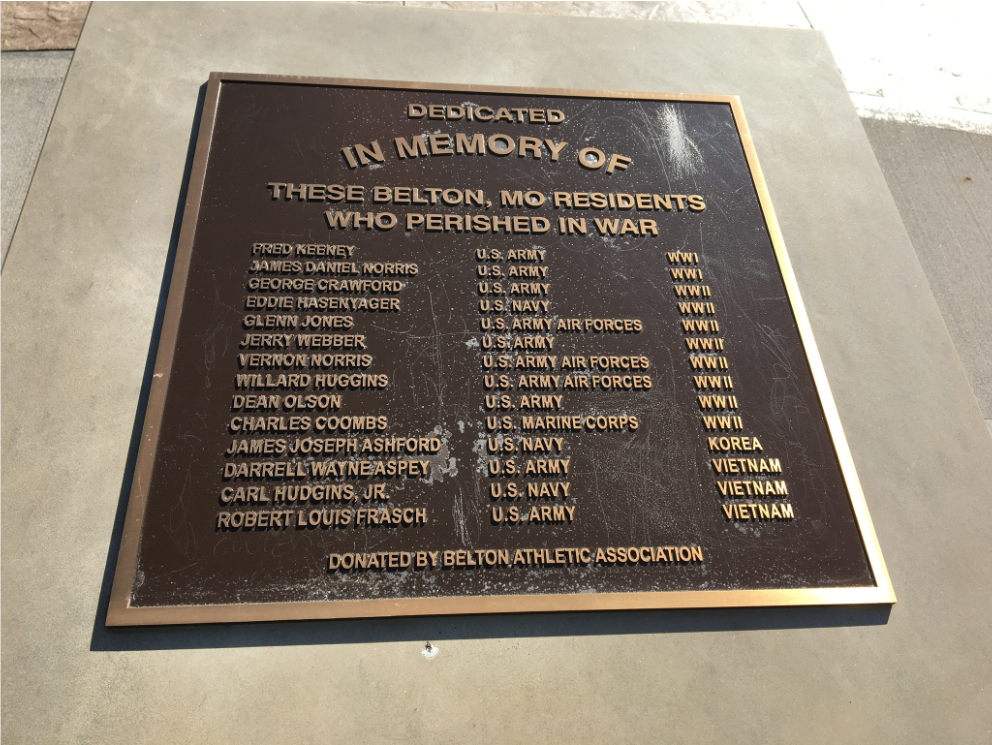 DEDICATED
IN MEMORY OF
THESE BELTON, MO RESIDENTS
WHO PERISHED IN WAR
FRED KEENEY U.S. ARMY WWI
JAMES DANIEL NORRIS U.S. ARMY WWI
GEORGE CRAWFORD U.S. ARMY WWII
EDDIE HASENYAGER U.S. NAVY WWII
GLENN JONES U.S. ARMY AIR FORCES WWII
JERRY WEBBER U.S. ARMY WWII
VERNON NORRIS U.S. ARMY AIR FORCES WWII
WILLARD HUGGINS U.S. ARMY AIR FORCES WWII
DEAN OLSON U.S. ARMY WWII
CHARLES COOMBS U.S. MARINE CORPS WWII
JAMES JOSEPH ASHFORD U.S. NAVY KOREA
DARRELL WAYNE ASPEY U.S. ARMY VIETNAM
CARL HUDGINS, JR. U.S. NAVY VIETNAM
ROBERT LOUIS FRASCH U.S. ARMY VIETNAM
DONATED BY BELTON ATHLETIC ASSOCIATION